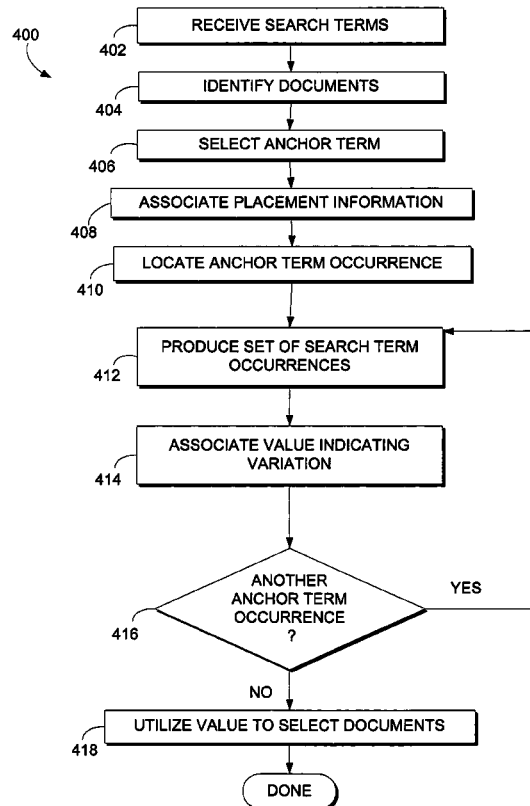 400
RECEIVE SEARCH TERMS
402
IDENTIFY DOCUMENTS
404
SELECT ANCHOR TERM
406
ASSOCIATE PLACEMENT INFORMATION
408
LOCATE ANCHOR TERM OCCURRENCE
410
PRODUCE SET OF SEARCH TERM
OCCURRENCES
412
ASSOCIATE VALUE INDICATING
VARIATION
414
ANOTHER
ANCHOR TERM
OCCURRENCE
?
416
YES
NO
UTILIZE VALUE TO SELECT DOCUMENTS
418
DONE